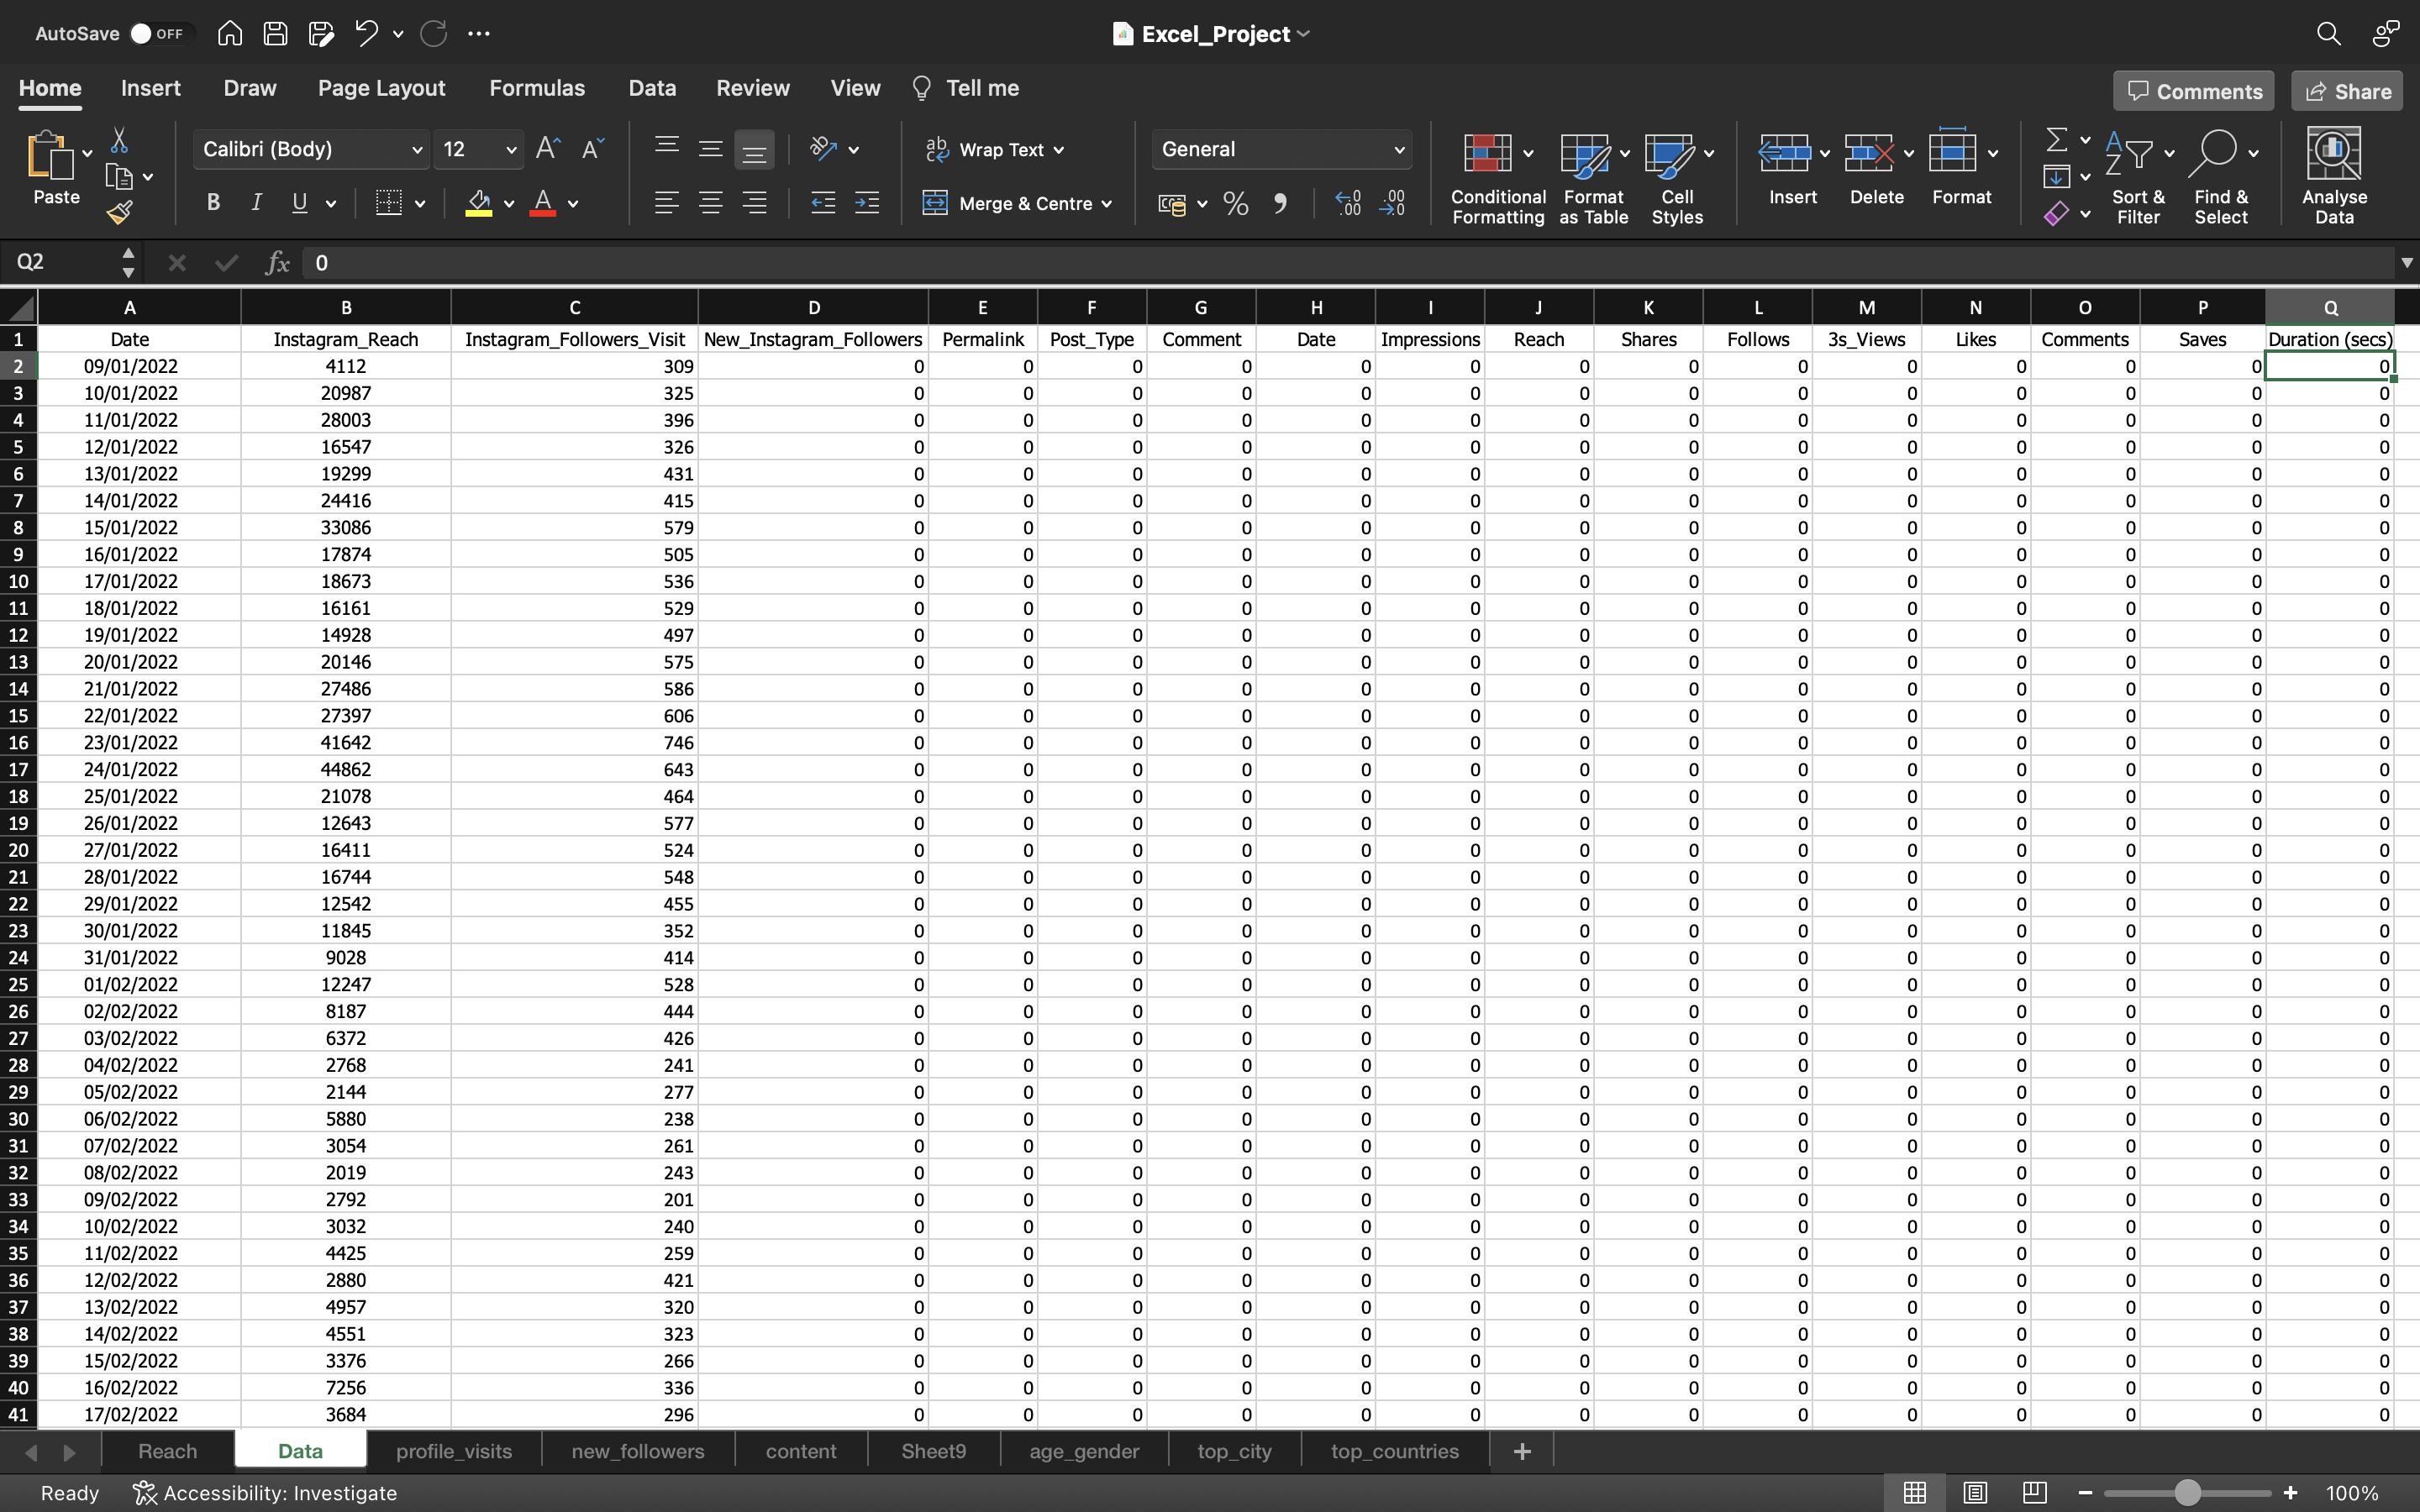 AutoSave OFF Excel_Project
Home Insert Draw Page Layout Formulas Data Review View Tell me Comments Share
Paste Calibri (Body) 12 A A Wrap Text General Conditional Formatting Format as Table Cell Styles Insert Delete Format Sort & Filter Find & Select Analyse Data
B I U A Merge & Centre % 9
Q2 fx 0
A B C D E F G H I J K L M N O P Q
1 Date Instagram_Reach Instagram_Followers_Visit New_Instagram_Followers Permalink Post_Type Comment Date Impressions Reach Shares Follows 3s_Views Likes Comments Saves Duration (secs)
2 09/01/2022 4112 309 0 0 0 0 0 0 0 0 0 0 0 0 0 0
3 10/01/2022 20987 325 0 0 0 0 0 0 0 0 0 0 0 0 0 0
4 11/01/2022 28003 396 0 0 0 0 0 0 0 0 0 0 0 0 0 0
5 12/01/2022 16547 326 0 0 0 0 0 0 0 0 0 0 0 0 0 0
6 13/01/2022 19299 431 0 0 0 0 0 0 0 0 0 0 0 0 0 0
7 14/01/2022 24416 415 0 0 0 0 0 0 0 0 0 0 0 0 0 0
8 15/01/2022 33086 579 0 0 0 0 0 0 0 0 0 0 0 0 0 0
9 16/01/2022 17874 505 0 0 0 0 0 0 0 0 0 0 0 0 0 0
10 17/01/2022 18673 536 0 0 0 0 0 0 0 0 0 0 0 0 0 0
11 18/01/2022 16161 529 0 0 0 0 0 0 0 0 0 0 0 0 0 0
12 19/01/2022 14928 497 0 0 0 0 0 0 0 0 0 0 0 0 0 0
13 20/01/2022 20146 575 0 0 0 0 0 0 0 0 0 0 0 0 0 0
14 21/01/2022 27486 586 0 0 0 0 0 0 0 0 0 0 0 0 0 0
15 22/01/2022 27397 606 0 0 0 0 0 0 0 0 0 0 0 0 0 0
16 23/01/2022 41642 746 0 0 0 0 0 0 0 0 0 0 0 0 0 0
17 24/01/2022 44862 643 0 0 0 0 0 0 0 0 0 0 0 0 0 0
18 25/01/2022 21078 464 0 0 0 0 0 0 0 0 0 0 0 0 0 0
19 26/01/2022 12643 577 0 0 0 0 0 0 0 0 0 0 0 0 0 0
20 27/01/2022 16411 524 0 0 0 0 0 0 0 0 0 0 0 0 0 0
21 28/01/2022 16744 548 0 0 0 0 0 0 0 0 0 0 0 0 0 0
22 29/01/2022 12542 455 0 0 0 0 0 0 0 0 0 0 0 0 0 0
23 30/01/2022 11845 352 0 0 0 0 0 0 0 0 0 0 0 0 0 0
24 31/01/2022 9028 414 0 0 0 0 0 0 0 0 0 0 0 0 0 0
25 01/02/2022 12247 528 0 0 0 0 0 0 0 0 0 0 0 0 0 0
26 02/02/2022 8187 444 0 0 0 0 0 0 0 0 0 0 0 0 0 0
27 03/02/2022 6372 426 0 0 0 0 0 0 0 0 0 0 0 0 0 0
28 04/02/2022 2768 241 0 0 0 0 0 0 0 0 0 0 0 0 0 0
29 05/02/2022 2144 277 0 0 0 0 0 0 0 0 0 0 0 0 0 0
30 06/02/2022 5880 238 0 0 0 0 0 0 0 0 0 0 0 0 0 0
31 07/02/2022 3054 261 0 0 0 0 0 0 0 0 0 0 0 0 0 0
32 08/02/2022 2019 243 0 0 0 0 0 0 0 0 0 0 0 0 0 0
33 09/02/2022 2792 201 0 0 0 0 0 0 0 0 0 0 0 0 0 0
34 10/02/2022 3032 240 0 0 0 0 0 0 0 0 0 0 0 0 0 0
35 11/02/2022 4425 259 0 0 0 0 0 0 0 0 0 0 0 0 0 0
36 12/02/2022 2880 421 0 0 0 0 0 0 0 0 0 0 0 0 0 0
37 13/02/2022 4957 320 0 0 0 0 0 0 0 0 0 0 0 0 0 0
38 14/02/2022 4551 323 0 0 0 0 0 0 0 0 0 0 0 0 0 0
39 15/02/2022 3376 266 0 0 0 0 0 0 0 0 0 0 0 0 0 0
40 16/02/2022 7256 336 0 0 0 0 0 0 0 0 0 0 0 0 0 0
41 17/02/2022 3684 296 0 0 0 0 0 0 0 0 0 0 0 0 0 0
Reach Data profile_visits new_followers content Sheet9 age_gender top_city top_countries +
Ready Accessibility: Investigate 100%